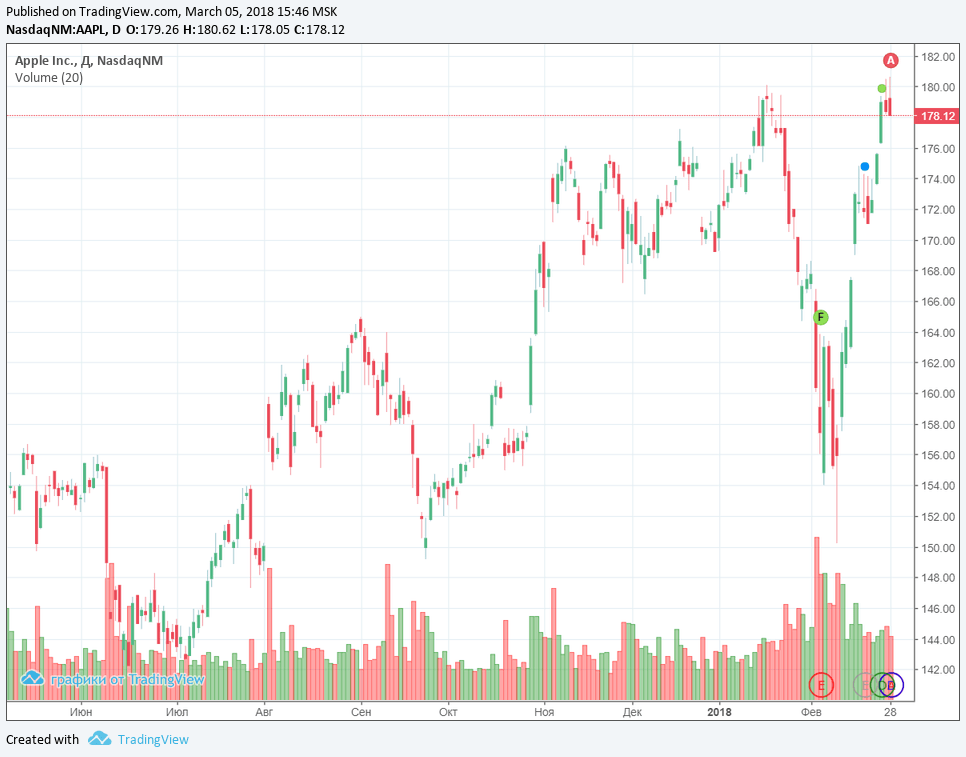 Published on TradingView.com, March 05, 2018 15:46 MSK
NasdaqNM:AAPL, D O:179.26 H:180.62 L:178.05 C:178.12
Apple Inc., Д, NasdaqNM
Volume (20)
A
F
182.00
180.00
178.12
176.00
174.00
172.00
170.00
168.00
166.00
164.00
162.00
160.00
158.00
156.00
154.00
152.00
150.00
148.00
146.00
144.00
142.00
графики от TradingView
E
E
D
Июн Июл Авг Сен Окт Ноя Дек 2018 Фев 28
Created with TradingView